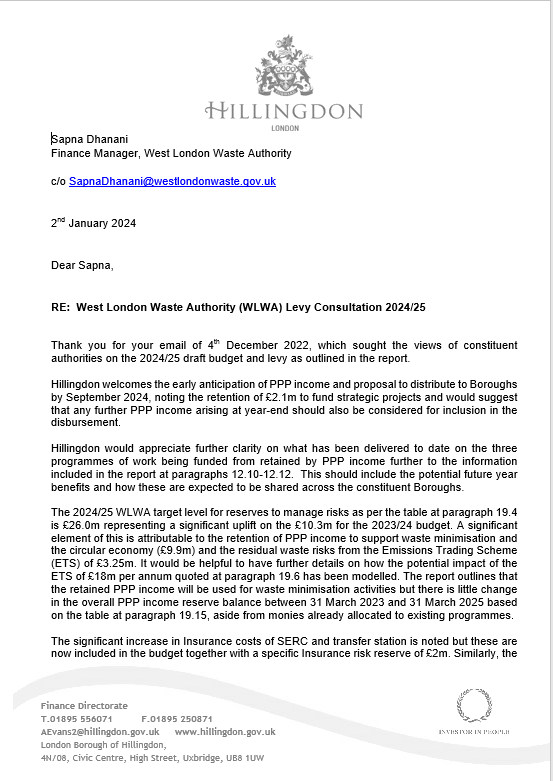 HILLINGDON
LONDON
Sapna Dhanani
Finance Manager, West London Waste Authority
c/o SapnaDhanani@westlondonwaste.gov.uk
2nd January 2024
Dear Sapna,
RE: West London Waste Authority (WLWA) Levy Consultation 2024/25
Thank you for your email of 4th December 2022, which sought the views of constituent
authorities on the 2024/25 draft budget and levy as outlined in the report.
Hillingdon welcomes the early anticipation of PPP income and proposal to distribute to Boroughs
by September 2024, noting the retention of £2.1m to fund strategic projects and would suggest
that any further PPP income arising at year-end should also be considered for inclusion in the
disbursement.
Hillingdon would appreciate further clarity on what has been delivered to date on the three
programmes of work being funded from retained by PPP income further to the information
included in the report at paragraphs 12.10-12.12. This should include the potential future year
benefits and how these are expected to be shared across the constituent Boroughs.
The 2024/25 WLWA target level for reserves to manage risks as per the table at paragraph 19.4
is £26.0m representing a significant uplift on the £10.3m for the 2023/24 budget. A significant
element of this is attributable to the retention of PPP income to support waste minimisation and
the circular economy (£9.9m) and the residual waste risks from the Emissions Trading Scheme
(ETS) of £3.25m. It would be helpful to have further details on how the potential impact of the
ETS of £18m per annum quoted at paragraph 19.6 has been modelled. The report outlines that
the retained PPP income will be used for waste minimisation activities but there is little change
in the overall PPP income reserve balance between 31 March 2023 and 31 March 2025 based
on the table at paragraph 19.15, aside from monies already allocated to existing programmes.
The significant increase in Insurance costs of SERC and transfer station is noted but these are
now included in the budget together with a specific Insurance risk reserve of £2m. Similarly, the
Finance Directorate
T.01895 556071 F.01895 250871
AEvans2@hillingdon.gov.uk www.hillingdon.gov.uk
London Borough of Hillingdon,
4N/08, Civic Centre, High Street, Uxbridge, UB8 1UW
INVESTOR IN PEOPLE